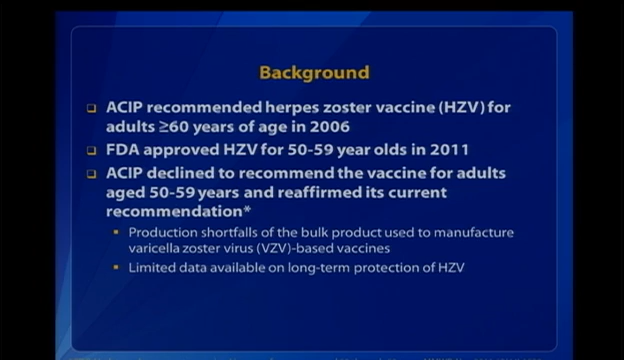 Background
ACIP recommended herpes zoster vaccine (HZV) for
adults ≥60 years of age in 2006
FDA approved HZV for 50-59 year olds in 2011
ACIP declined to recommend the vaccine for adults
aged 50-59 years and reaffirmed its current
recommendation*
Production shortfalls of the bulk product used to manufacture
varicella zoster virus (VZV)-based vaccines
Limited data available on long-term protection of HZV